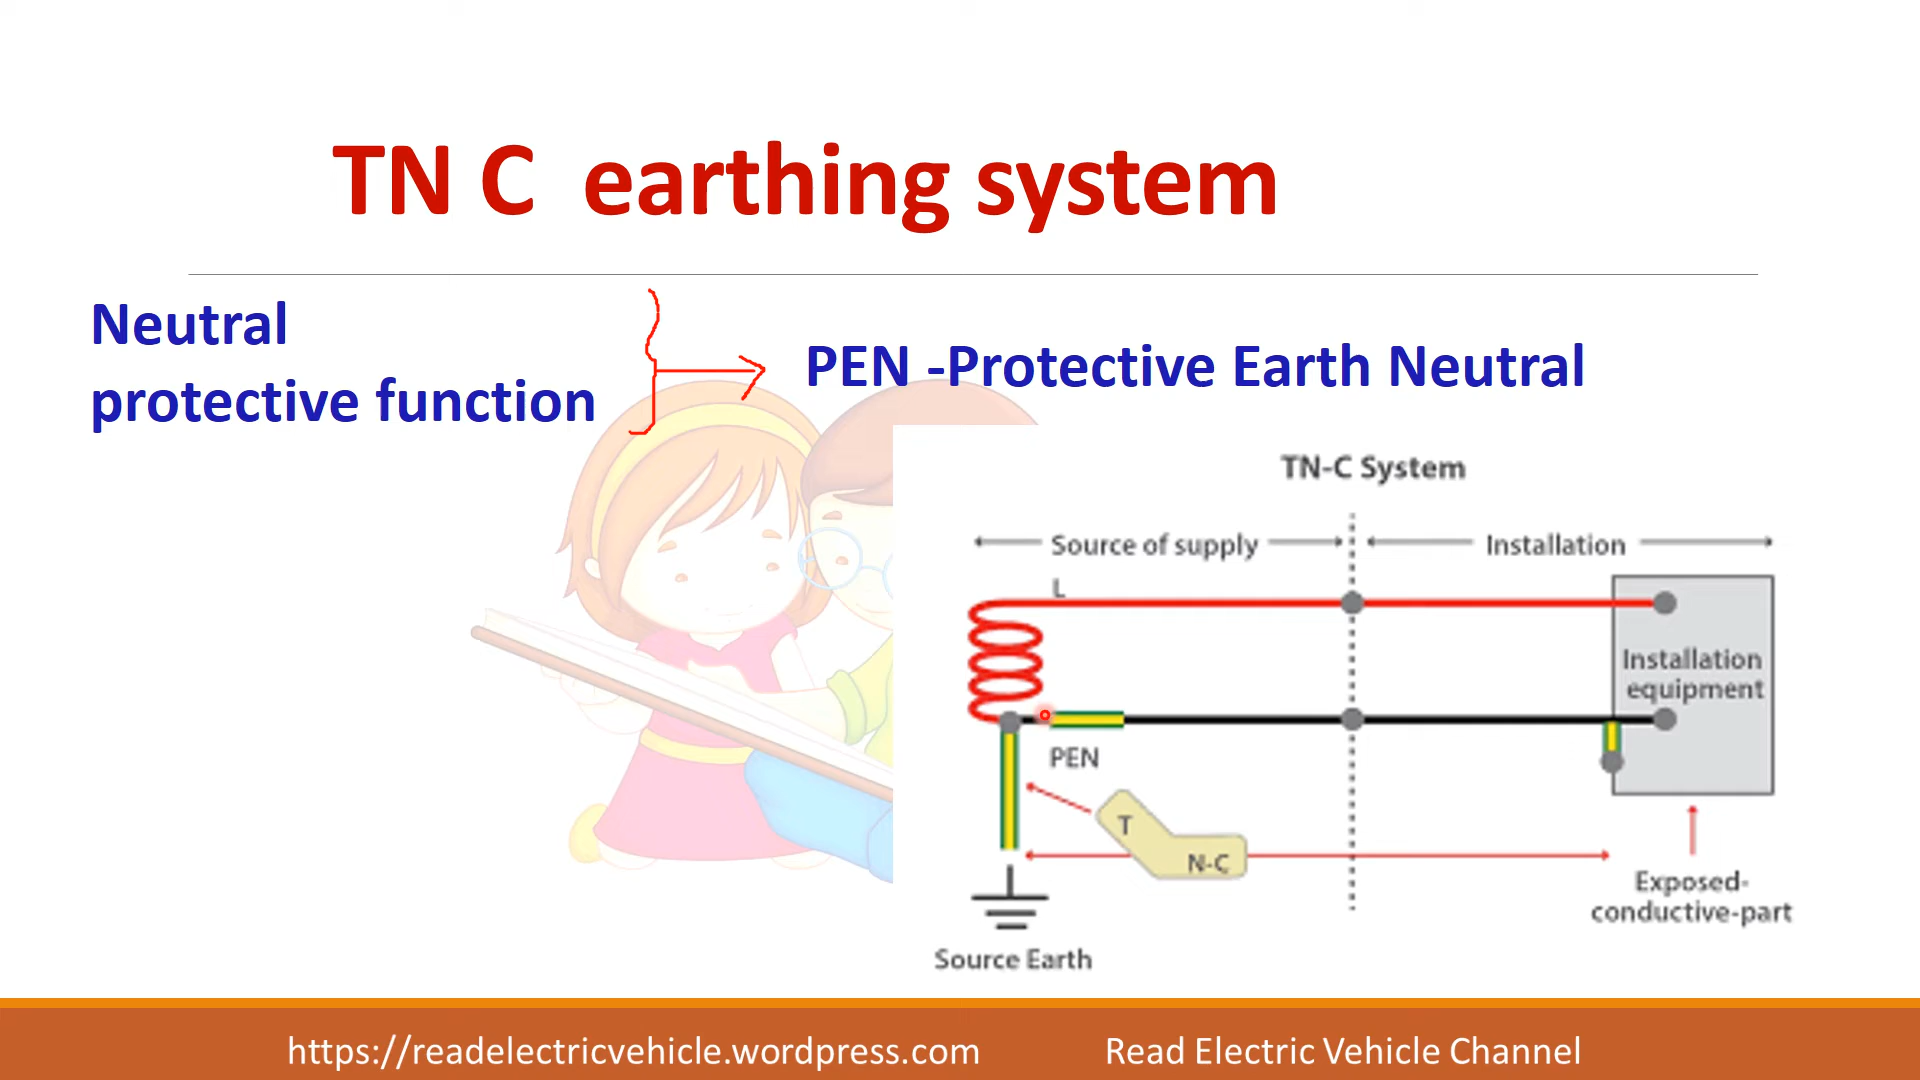 TN C earthing system
Neutral
protective function
PEN -Protective Earth Neutral
TN-C System
Source of supply
Installation
L
Installation
equipment
PEN
T
N-C
Exposed-
conductive-part
Source Earth
https://readelectricvehicle.wordpress.com
Read Electric Vehicle Channel